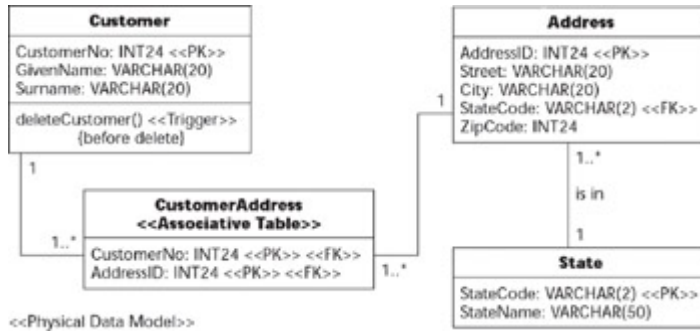 Customer
CustomerNo: INT24 <<PK>>
GivenName: VARCHAR(20)
Surname: VARCHAR(20)
deleteCustomer() <<Trigger>>
{before delete}
1
1..*
CustomerAddress
<<Associative Table>>
CustomerNo: INT24 <<PK>> <<FK>>
AddressID: INT24 <<PK>> <<FK>>
1..*
1
Address
AddressID: INT24 <<PK>>
Street: VARCHAR(20)
City: VARCHAR(20)
StateCode: VARCHAR(2) <<FK>>
ZipCode: INT24
1..*
is in
1
State
StateCode: VARCHAR(2) <<PK>>
StateName: VARCHAR(50)
<<Physical Data Model>>